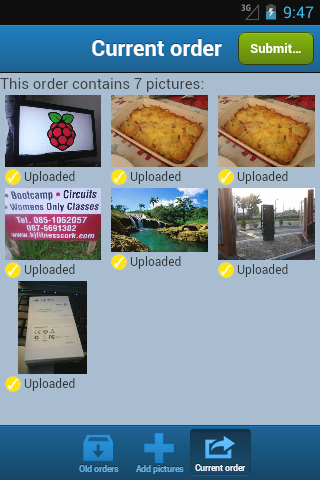 3G 9:47
Current order
Submit...
This order contains 7 pictures:
Uploaded Uploaded Uploaded
• Bootcamp • Circuits
• Womens Only Classes
Tel. 085-1062057
087-6691382
www.kjfitnesscork.com
Uploaded Uploaded Uploaded
Uploaded
Old orders Add pictures Current order